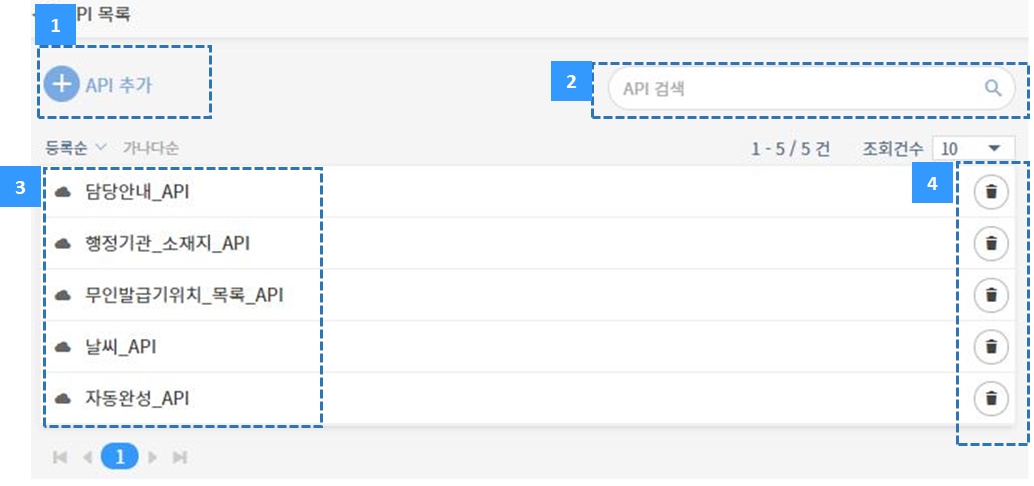 1
PI 목록
API 추가
2
API 검색
등록순 가나다순
1 - 5 / 5 건 조회건수 10
3
4
담당안내_API
행정기관_소재지_API
무인발급기위치_목록_API
날씨_API
자동완성_API
1